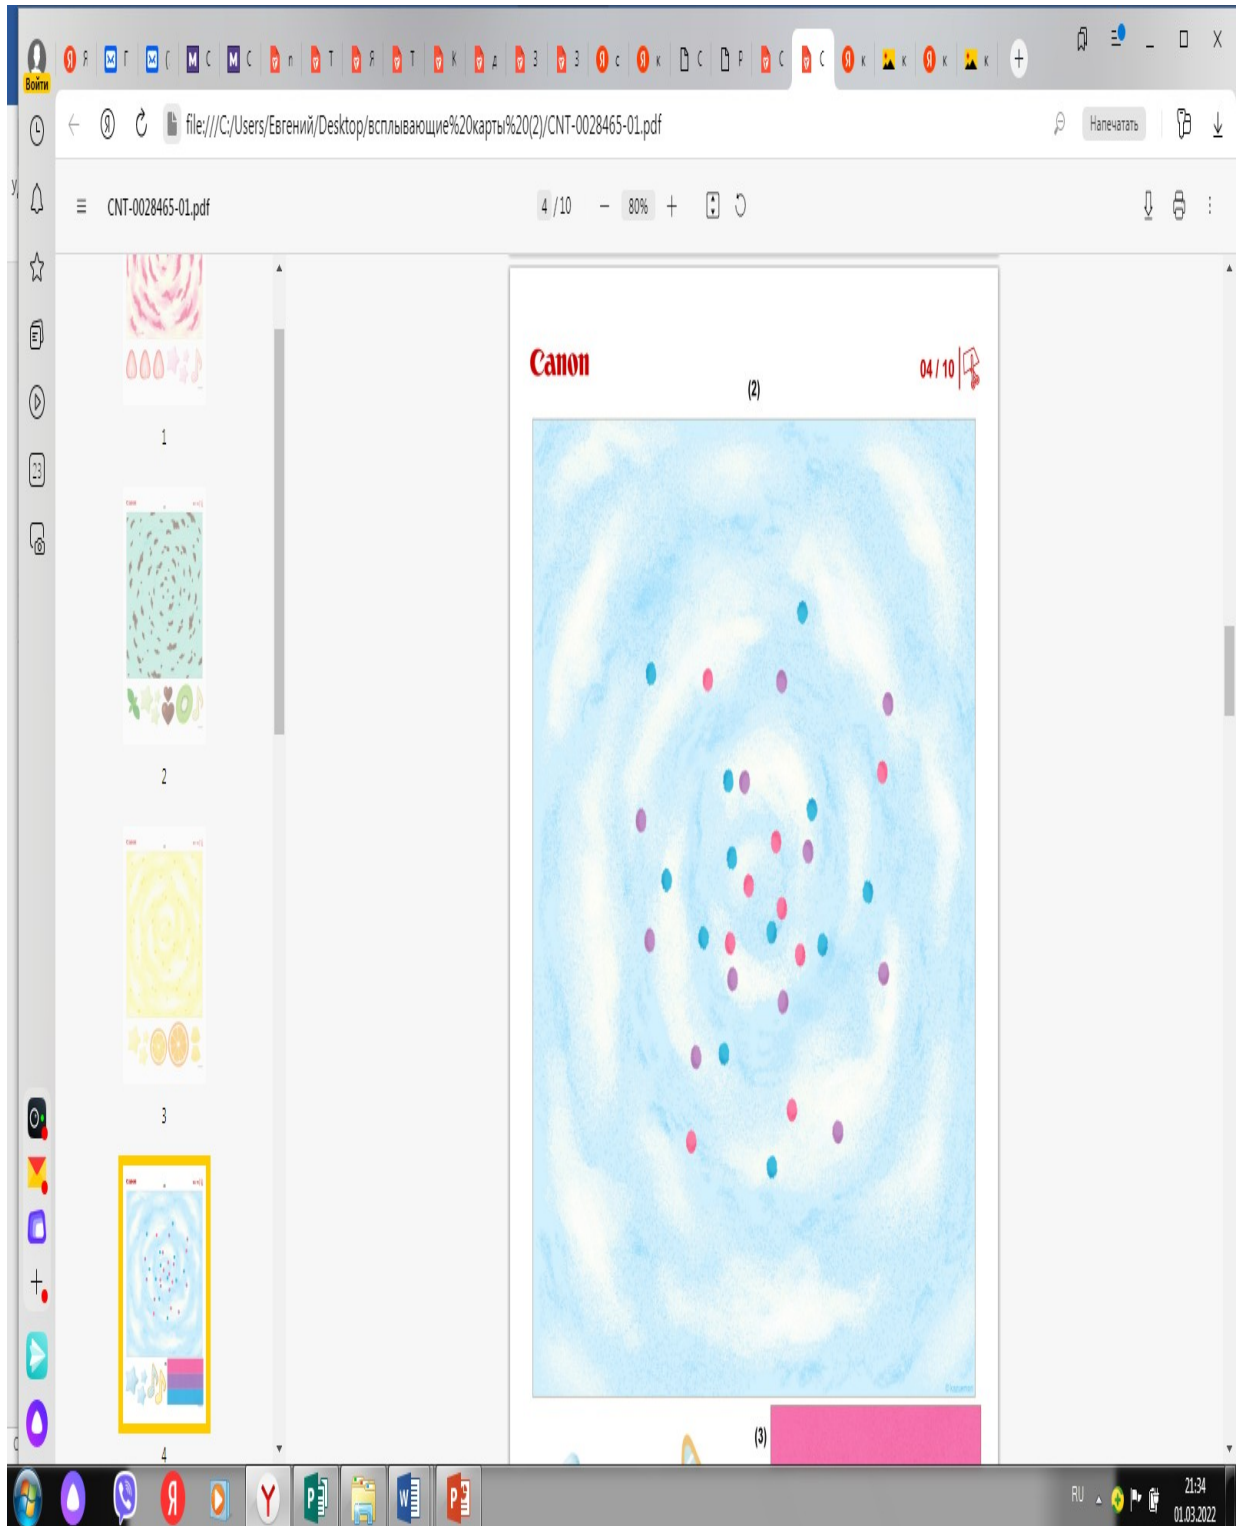 Войти
Я Я
Г
(
M С
M С
п
Т
Я
Т
К
д
З
З
Я с
Я к
С
Р
С
С
Я к
к
Я к
к
file:///C:/Users/Евгений/Desktop/всплывающие%20карты%20(2)/CNT-0028465-01.pdf
Напечатать
CNT-0028465-01.pdf
4 / 10
80%
23
1
2
3
4
Canon
04 / 10
(2)
(3)
RU
21:34
01.03.2022